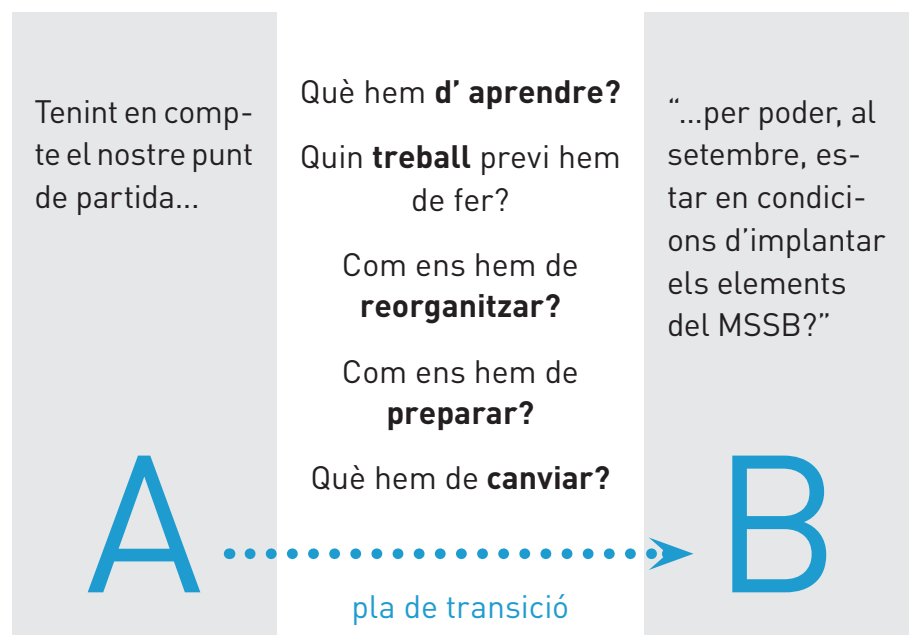 Tenint en comp-
te el nostre punt
de partida...
Què hem d’ aprendre?
Quin treball previ hem
de fer?
Com ens hem de
reorganitzar?
Com ens hem de
preparar?
Què hem de canviar?
“...per poder, al
setembre, es-
tar en condici-
ons d’implantar
els elements
del MSSB?”
A
B
pla de transició